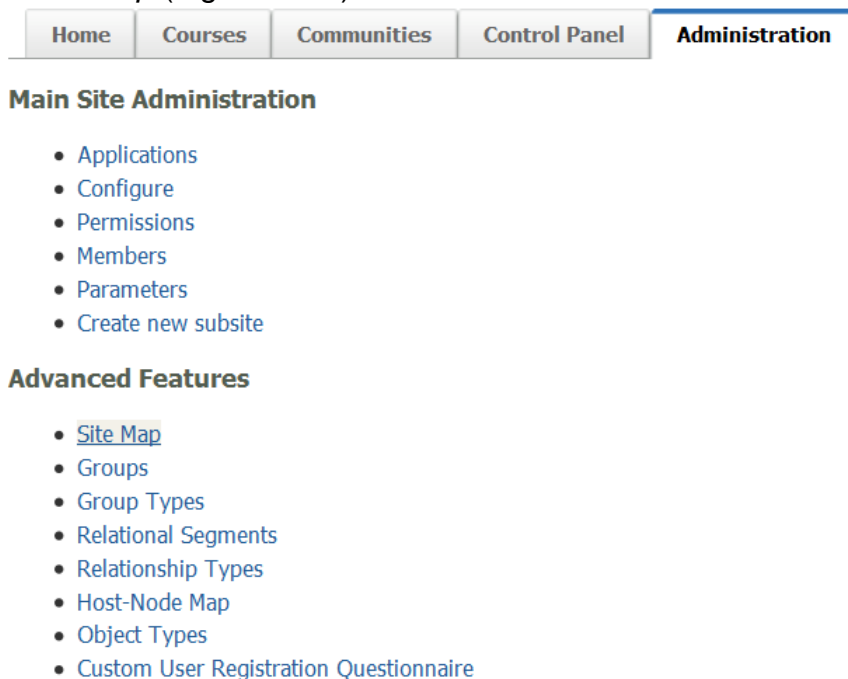 Home Courses Communities Control Panel Administration
Main Site Administration
• Applications
• Configure
• Permissions
• Members
• Parameters
• Create new subsite
Advanced Features
• Site Map
• Groups
• Group Types
• Relational Segments
• Relationship Types
• Host-Node Map
• Object Types
• Custom User Registration Questionnaire